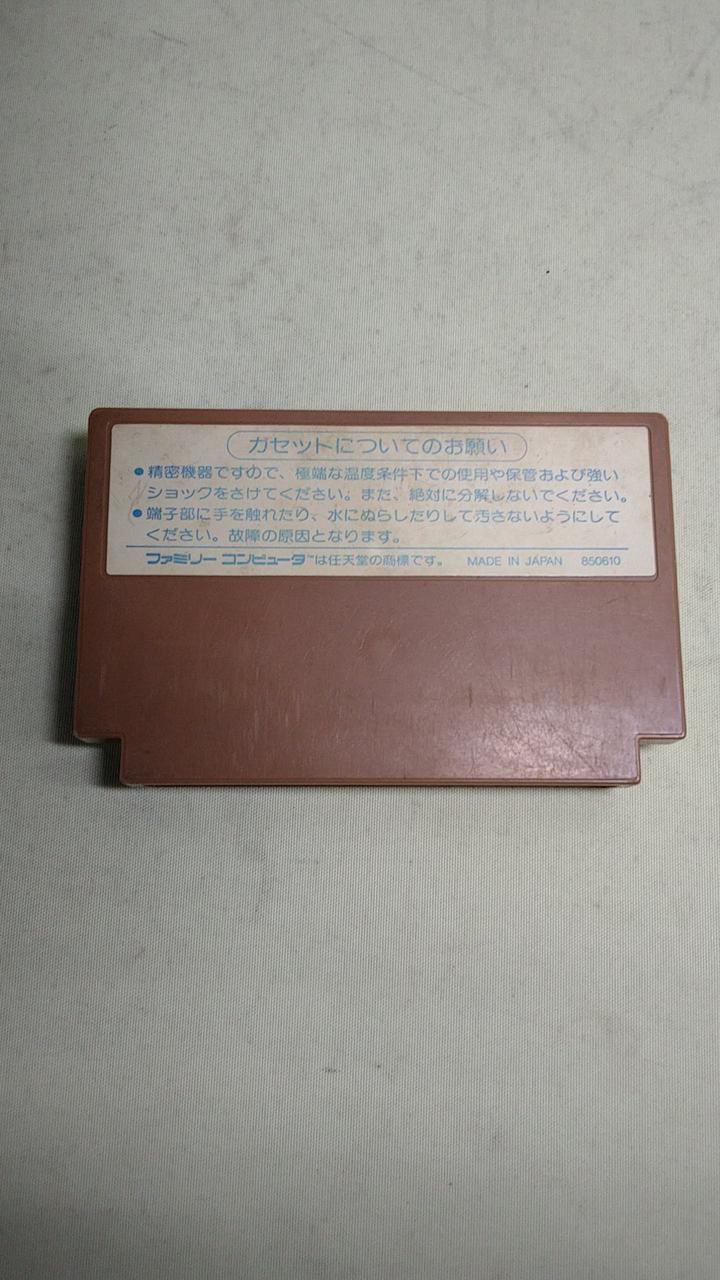 カセットについてのお願い
●精密機器ですので、極端な温度条件下での使用や保管および強い
ショックをさけてください。また、絶対に分解しないでください。
●端子部に手を触れたり、水にぬらしたりして汚さないようにして
ください。故障の原因となります。
ファミリーコンピュータ™は任天堂の商標です。 MADE IN JAPAN 850610